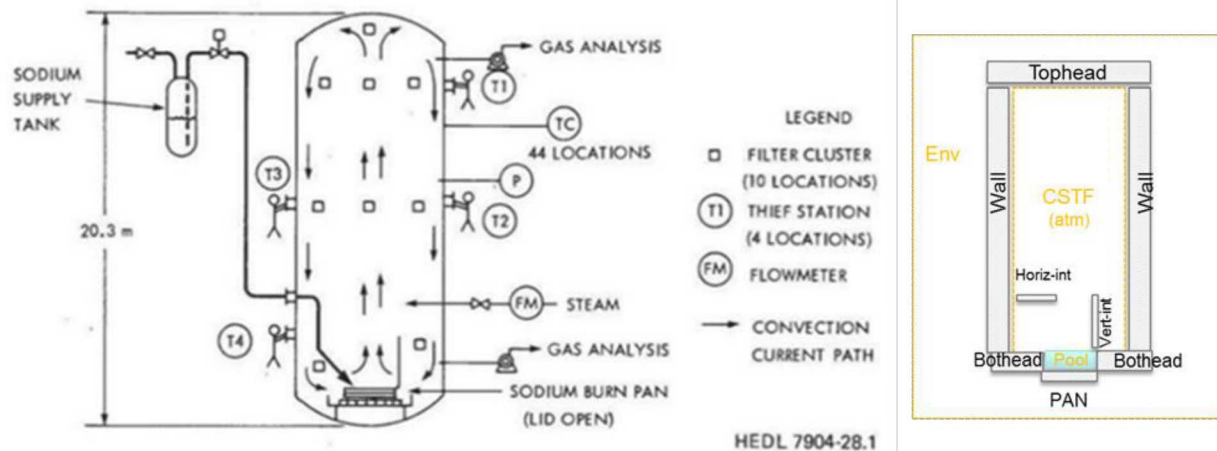 SODIUM
SUPPLY
TANK
20.3 m
GAS ANALYSIS
T1
TC
44 LOCATIONS
T3
P
T2
FM
STEAM
T4
GAS ANALYSIS
SODIUM BURN PAN
(LID OPEN)
LEGEND
FILTER CLUSTER
(10 LOCATIONS)
T1
THIEF STATION
(4 LOCATIONS)
FM
FLOWMETER
CONVECTION
CURRENT PATH
HEDL 7904-28.1
Env
Tophead
Wall
CSTF
(atm)
Wall
Horiz-int
Vert-int
Bothead
Pool
Bothead
PAN